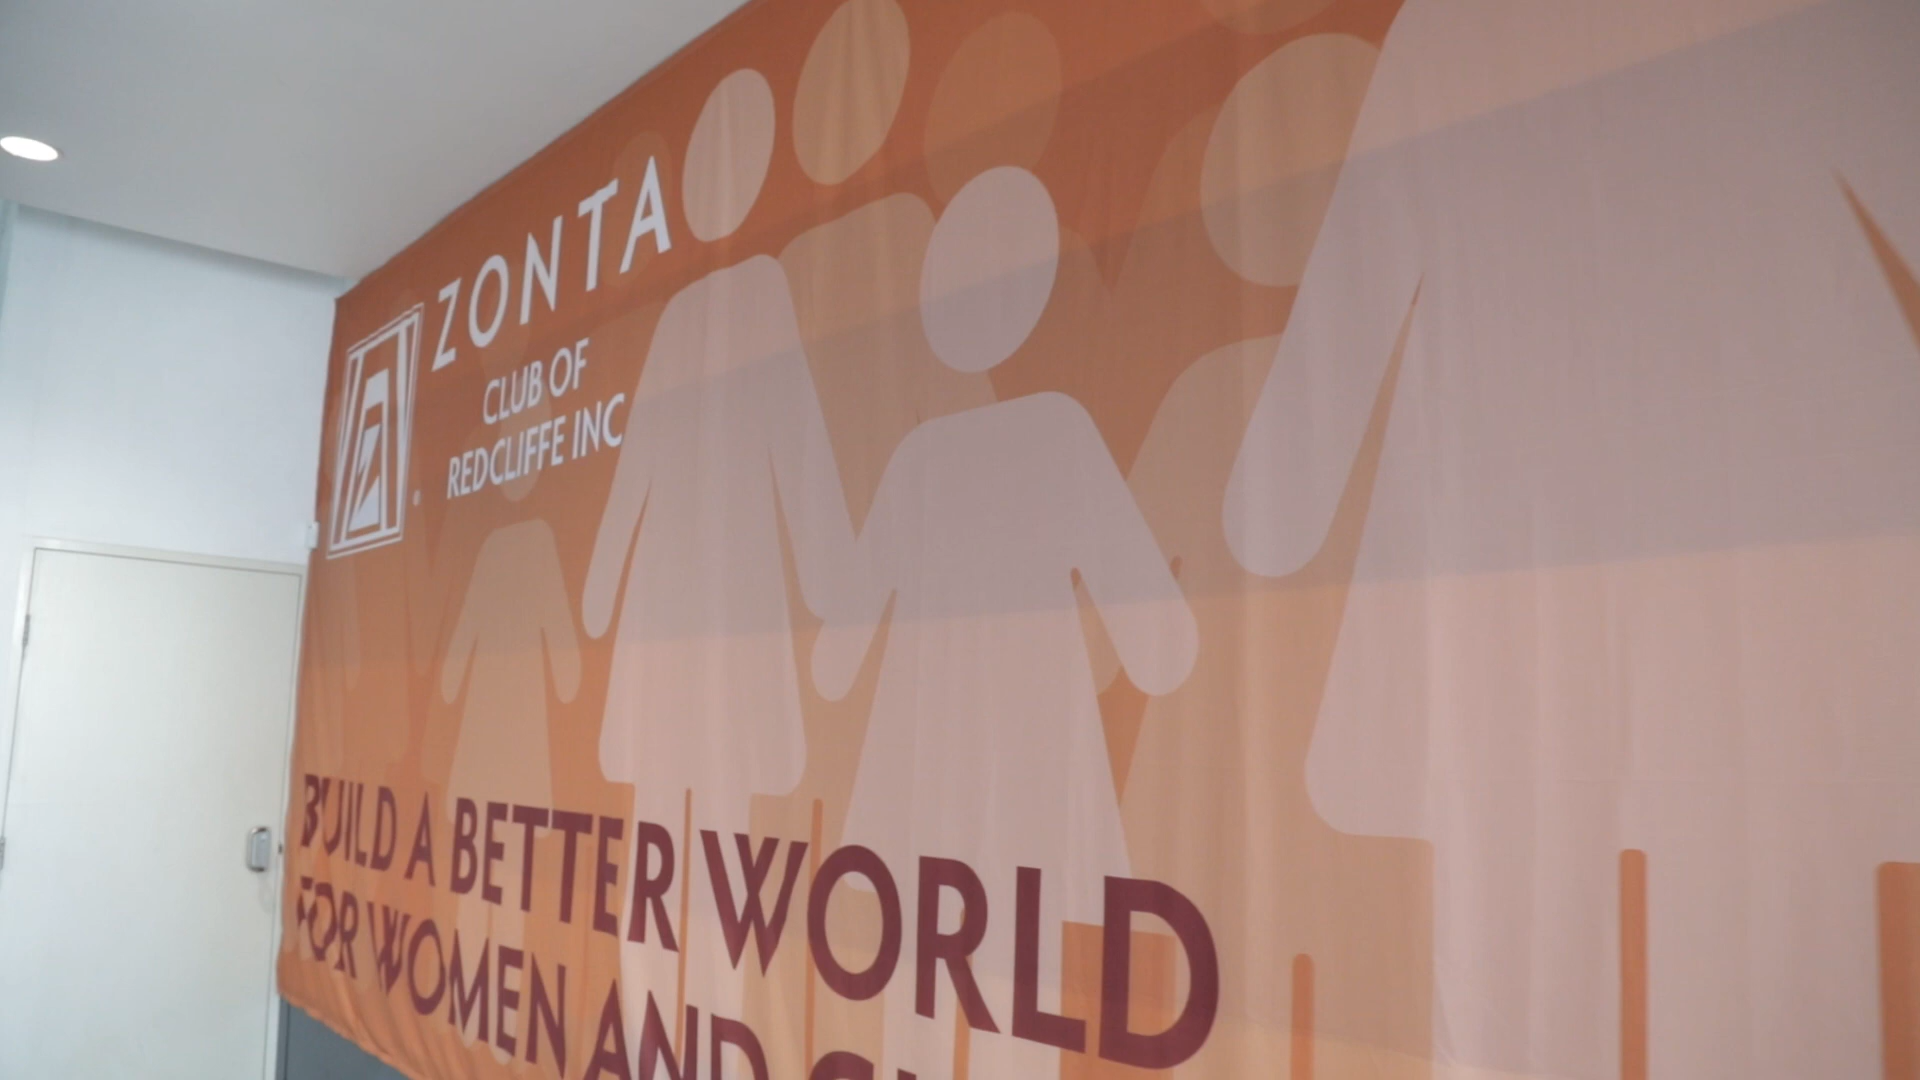 ZONTA
CLUB OF
REDCLIFFE INC
BUILD A BETTER WORLD
FOR WOMEN AND